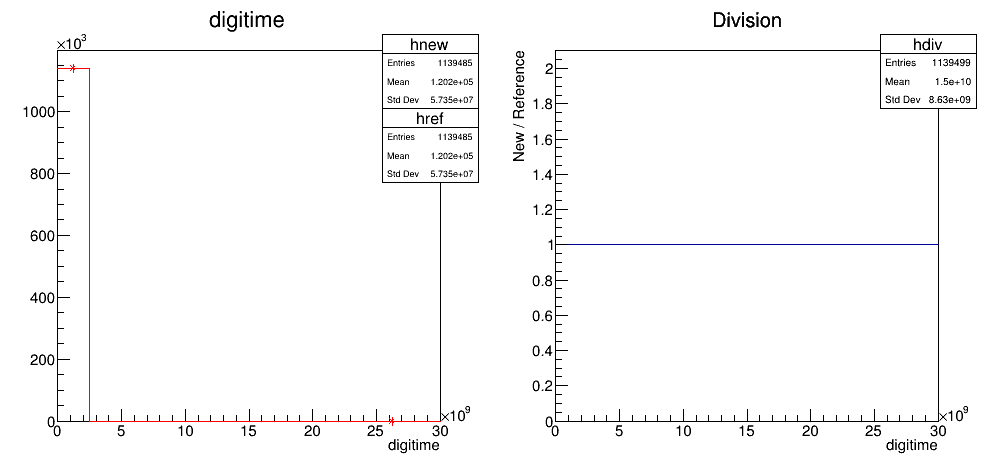 digitime
×10³
hnew
Entries 1139485
Mean 1.202e+05
Std Dev 5.735e+07
href
Entries 1139485
Mean 1.202e+05
Std Dev 5.735e+07
1000
800
600
400
200
0
0 5 10 15 20 25 30
×10⁹
digitime
Division
hdiv
Entries 1139499
Mean 1.5e+10
Std Dev 8.63e+09
New / Reference
2
1.8
1.6
1.4
1.2
1
0.8
0.6
0.4
0.2
0
0 5 10 15 20 25 30
×10⁹
digitime